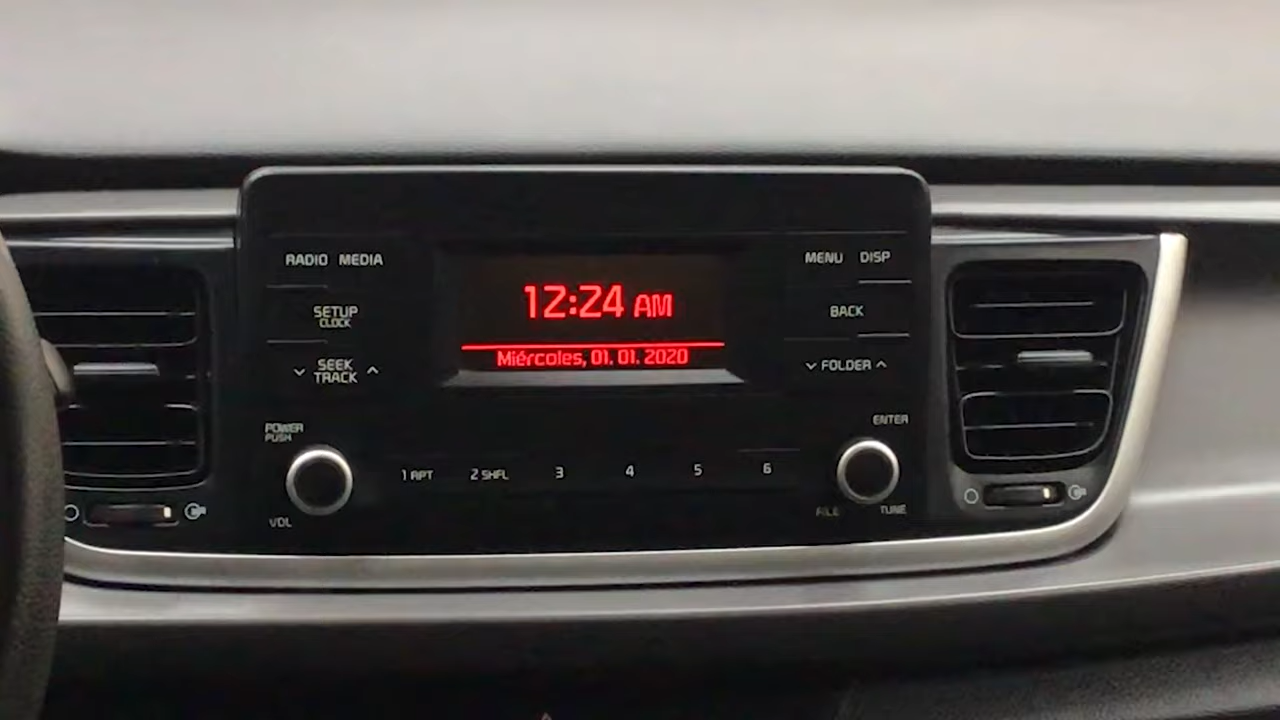 RADIO MEDIA
MENU DISP
SETUP
CLOCK
12:24 AM
BACK
Miércoles, 01. 01. 2020
SEEK
TRACK
FOLDER
POWER
PUSH
ENTER
1 RPT 2 SHFL 3 4 5 6
VOL
FILE TUNE